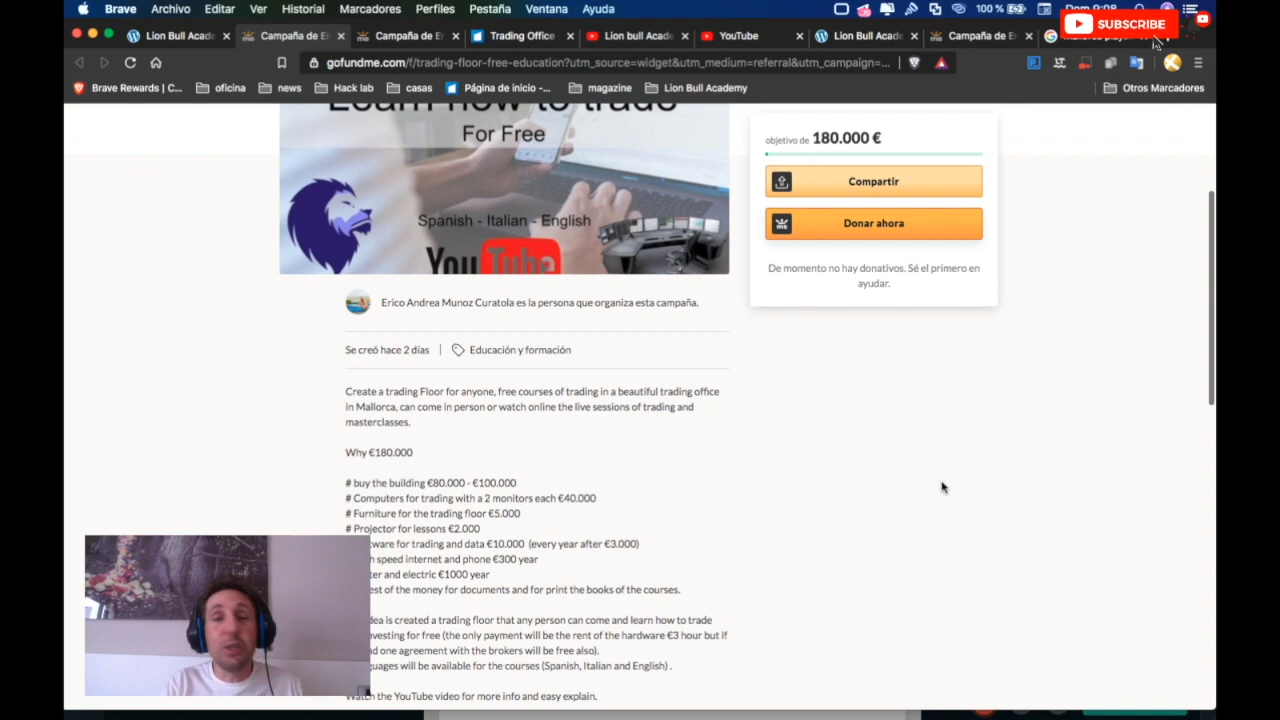 Brave Archivo Editar Ver Historial Marcadores Perfiles Pestaña Ventana Ayuda 100 % Dom 9:08
SUBSCRIBE
Lion Bull Academy Campaña de E Campaña de E Trading Office Lion bull Acade YouTube Lion Bull Acade Campaña de E
gofundme.com/f/trading-floor-free-education?utm_source=widget&utm_medium=referral&utm_campaign=...
Brave Rewards | C... oficina news Hack lab casas Página de inicio -... magazine Lion Bull Academy Otros Marcadores
Learn how to trade
For Free
Spanish - Italian - English
YouTube
objetivo de 180.000 €
Compartir
Donar ahora
De momento no hay donativos. Sé el primero en
ayudar.
Erico Andrea Munoz Curatola es la persona que organiza esta campaña.
Se creó hace 2 días | Educación y formación
Create a trading Floor for anyone, free courses of trading in a beautiful trading office
in Mallorca, can come in person or watch online the live sessions of trading and
masterclasses.
Why €180.000
# buy the building €80.000 - €100.000
# Computers for trading with a 2 monitors each €40.000
# Furniture for the trading floor €5.000
# Projector for lessons €2.000
tware for trading and data €10.000 (every year after €3.000)
h speed internet and phone €300 year
ter and electric €1000 year
est of the money for documents and for print the books of the courses.
dea is created a trading floor that any person can come and learn how to trade
nvesting for free (the only payment will be the rent of the hardware €3 hour but if
d one agreement with the brokers will be free also).
uages will be available for the courses (Spanish, Italian and English) .
Watch the YouTube video for more info and easy explain.